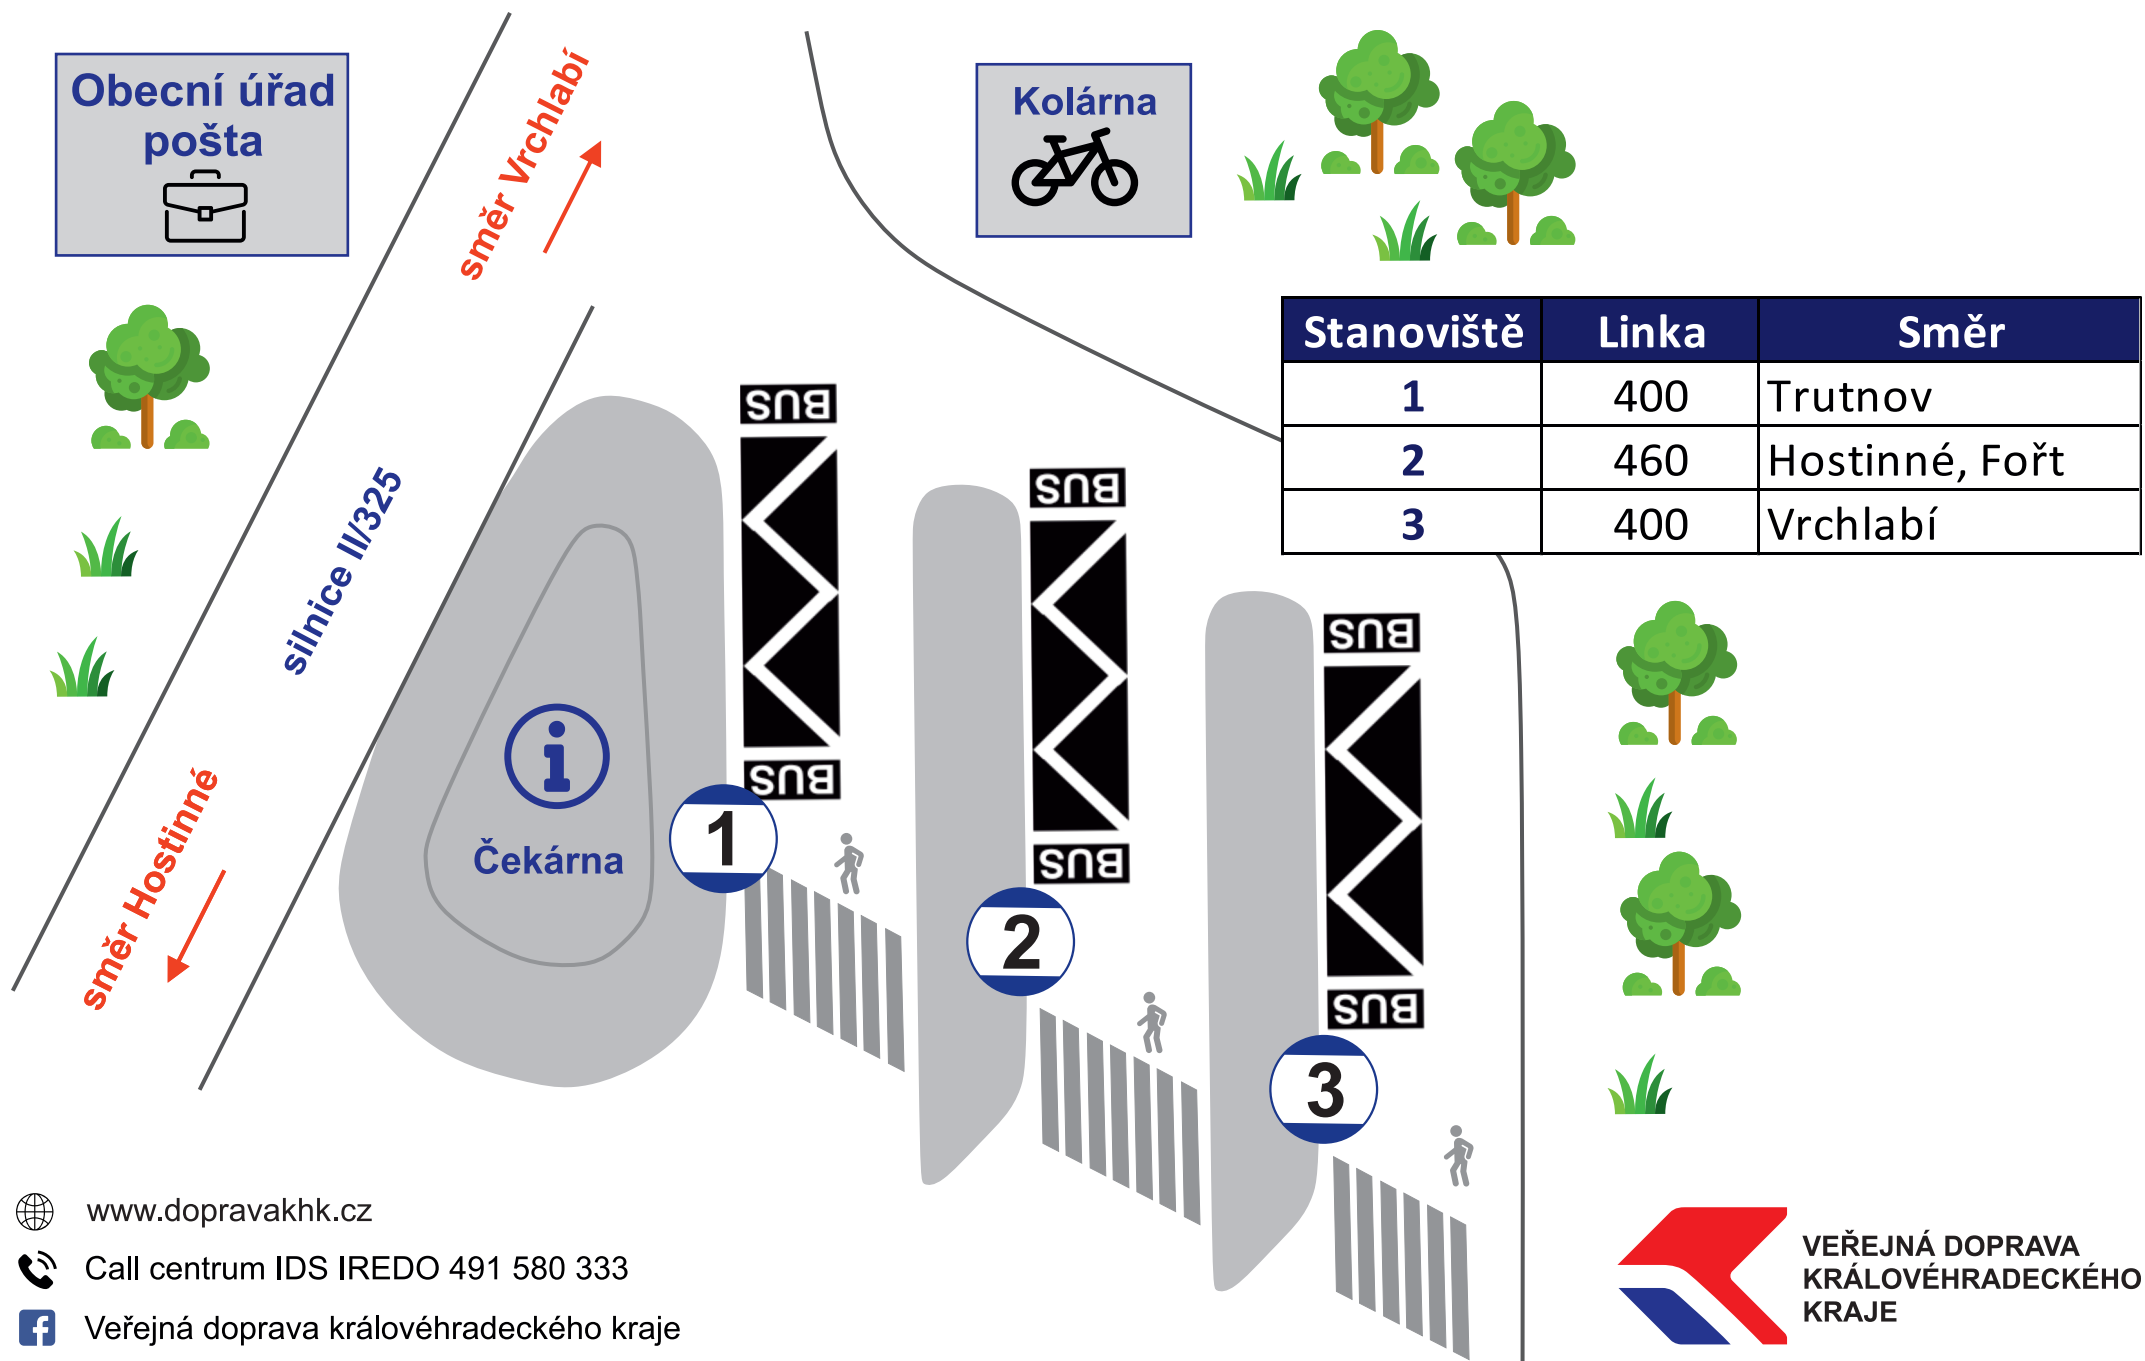 Obecní úřad
pošta
směr Vrchlabí
Kolárna
Stanoviště Linka Směr
1 400 Trutnov
2 460 Hostinné, Fořt
3 400 Vrchlabí
silnice II/325
směr Hostinné
BUS
BUS
BUS
BUS
BUS
BUS
Čekárna
1
2
3
www.dopravakhk.cz
Call centrum IDS IREDO 491 580 333
Veřejná doprava královéhradeckého kraje
VEŘEJNÁ DOPRAVA
KRÁLOVÉHRADECKÉHO
KRAJE